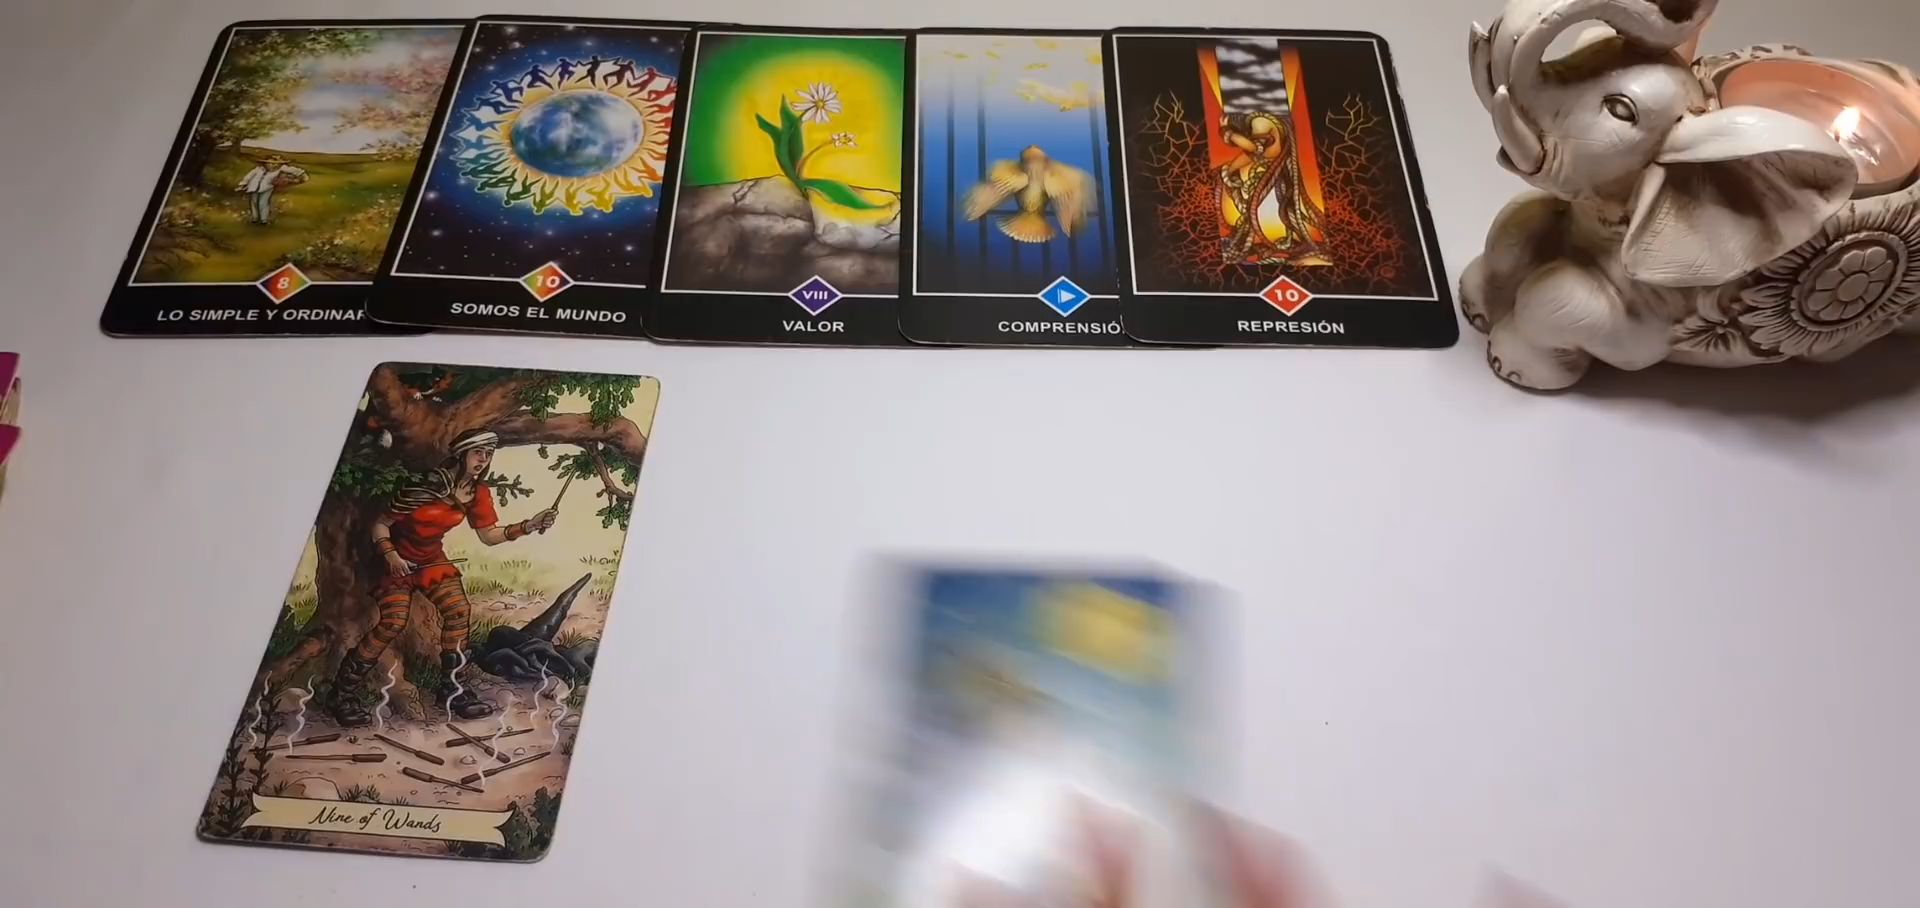 8
LO SIMPLE Y ORDINAR
10
SOMOS EL MUNDO
VIII
VALOR
COMPRENSIÓ
10
REPRESIÓN
Nine of Wands